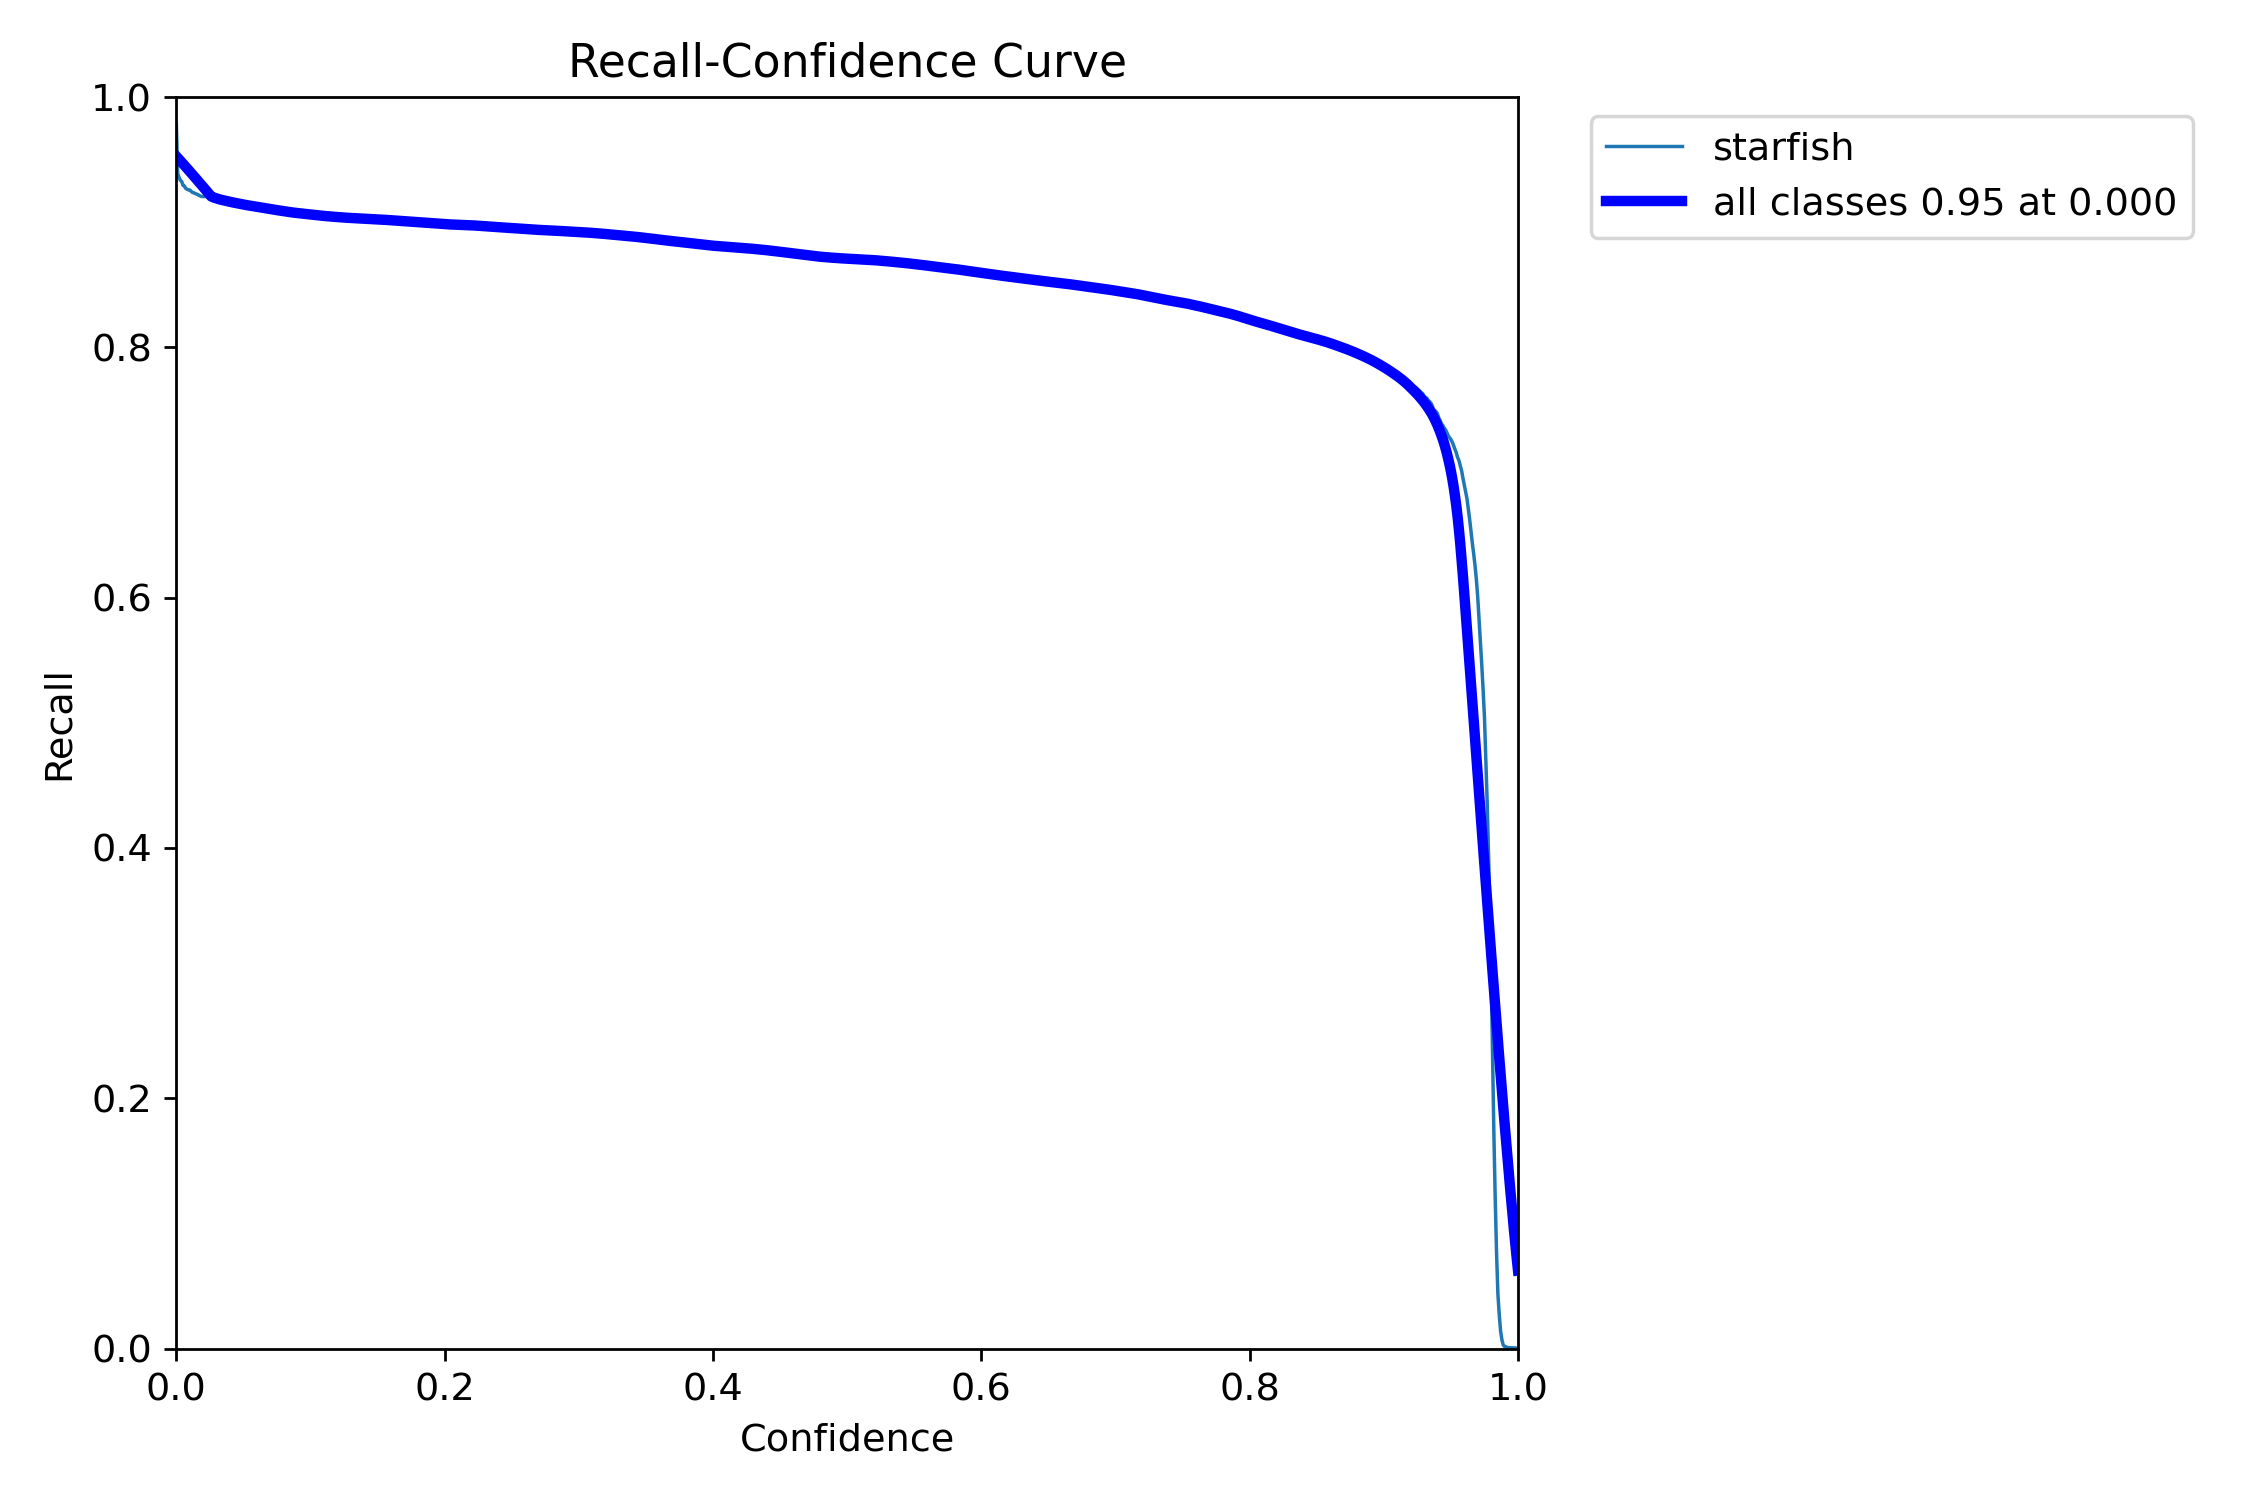 Recall-Confidence Curve
1.0
0.8
0.6
0.4
0.2
0.0
Recall
0.0 0.2 0.4 0.6 0.8 1.0
Confidence
starfish
all classes 0.95 at 0.000